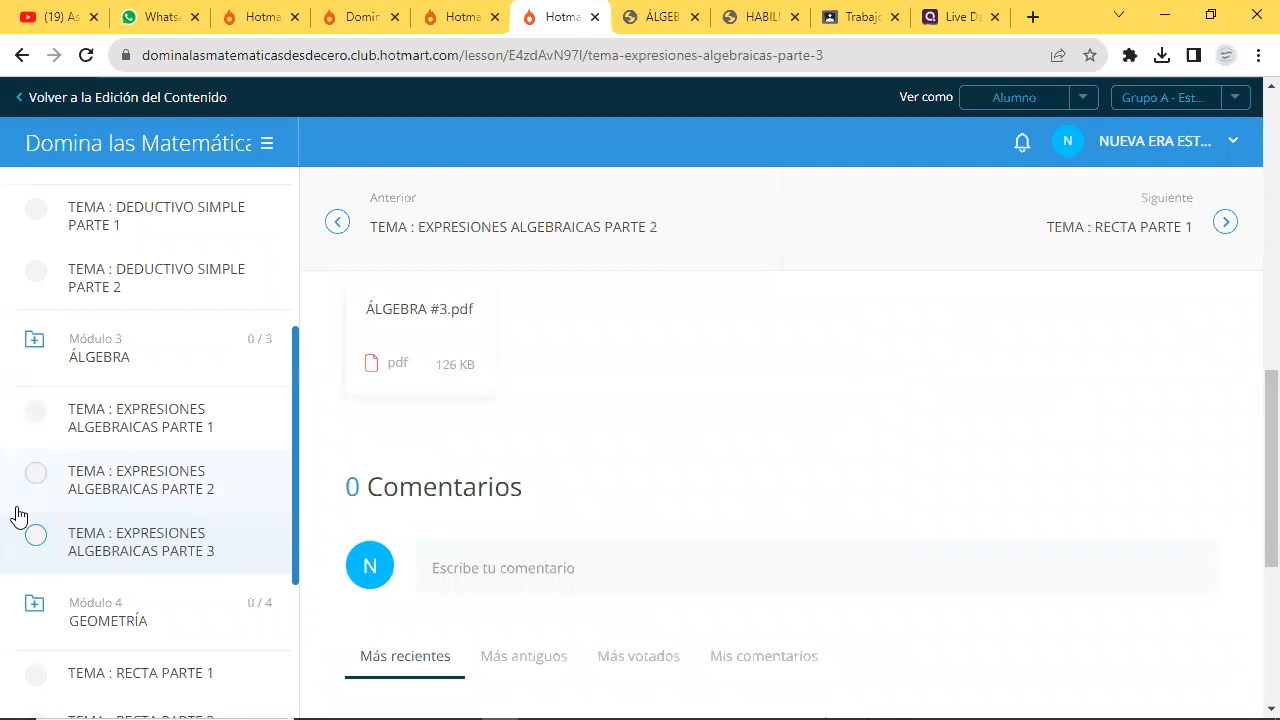 (19) As
Whats
Hotma
Domin
Hotma
Hotma
ÁLGEB
HABILI
Trabajo
Live Da
dominalasmatematicasdesdecero.club.hotmart.com/lesson/E4zdAvN97l/tema-expresiones-algebraicas-parte-3
Volver a la Edición del Contenido
Ver como
Alumno
Grupo A - Est...
Domina las Matemática
N
NUEVA ERA EST...
TEMA : DEDUCTIVO SIMPLE
PARTE 1
TEMA : DEDUCTIVO SIMPLE
PARTE 2
Módulo 3
0 / 3
ÁLGEBRA
TEMA : EXPRESIONES
ALGEBRAICAS PARTE 1
TEMA : EXPRESIONES
ALGEBRAICAS PARTE 2
TEMA : EXPRESIONES
ALGEBRAICAS PARTE 3
Módulo 4
0 / 4
GEOMETRÍA
TEMA : RECTA PARTE 1
Anterior
TEMA : EXPRESIONES ALGEBRAICAS PARTE 2
Siguiente
TEMA : RECTA PARTE 1
ÁLGEBRA #3.pdf
pdf
126 KB
0 Comentarios
N
Escribe tu comentario
Más recientes
Más antiguos
Más votados
Mis comentarios